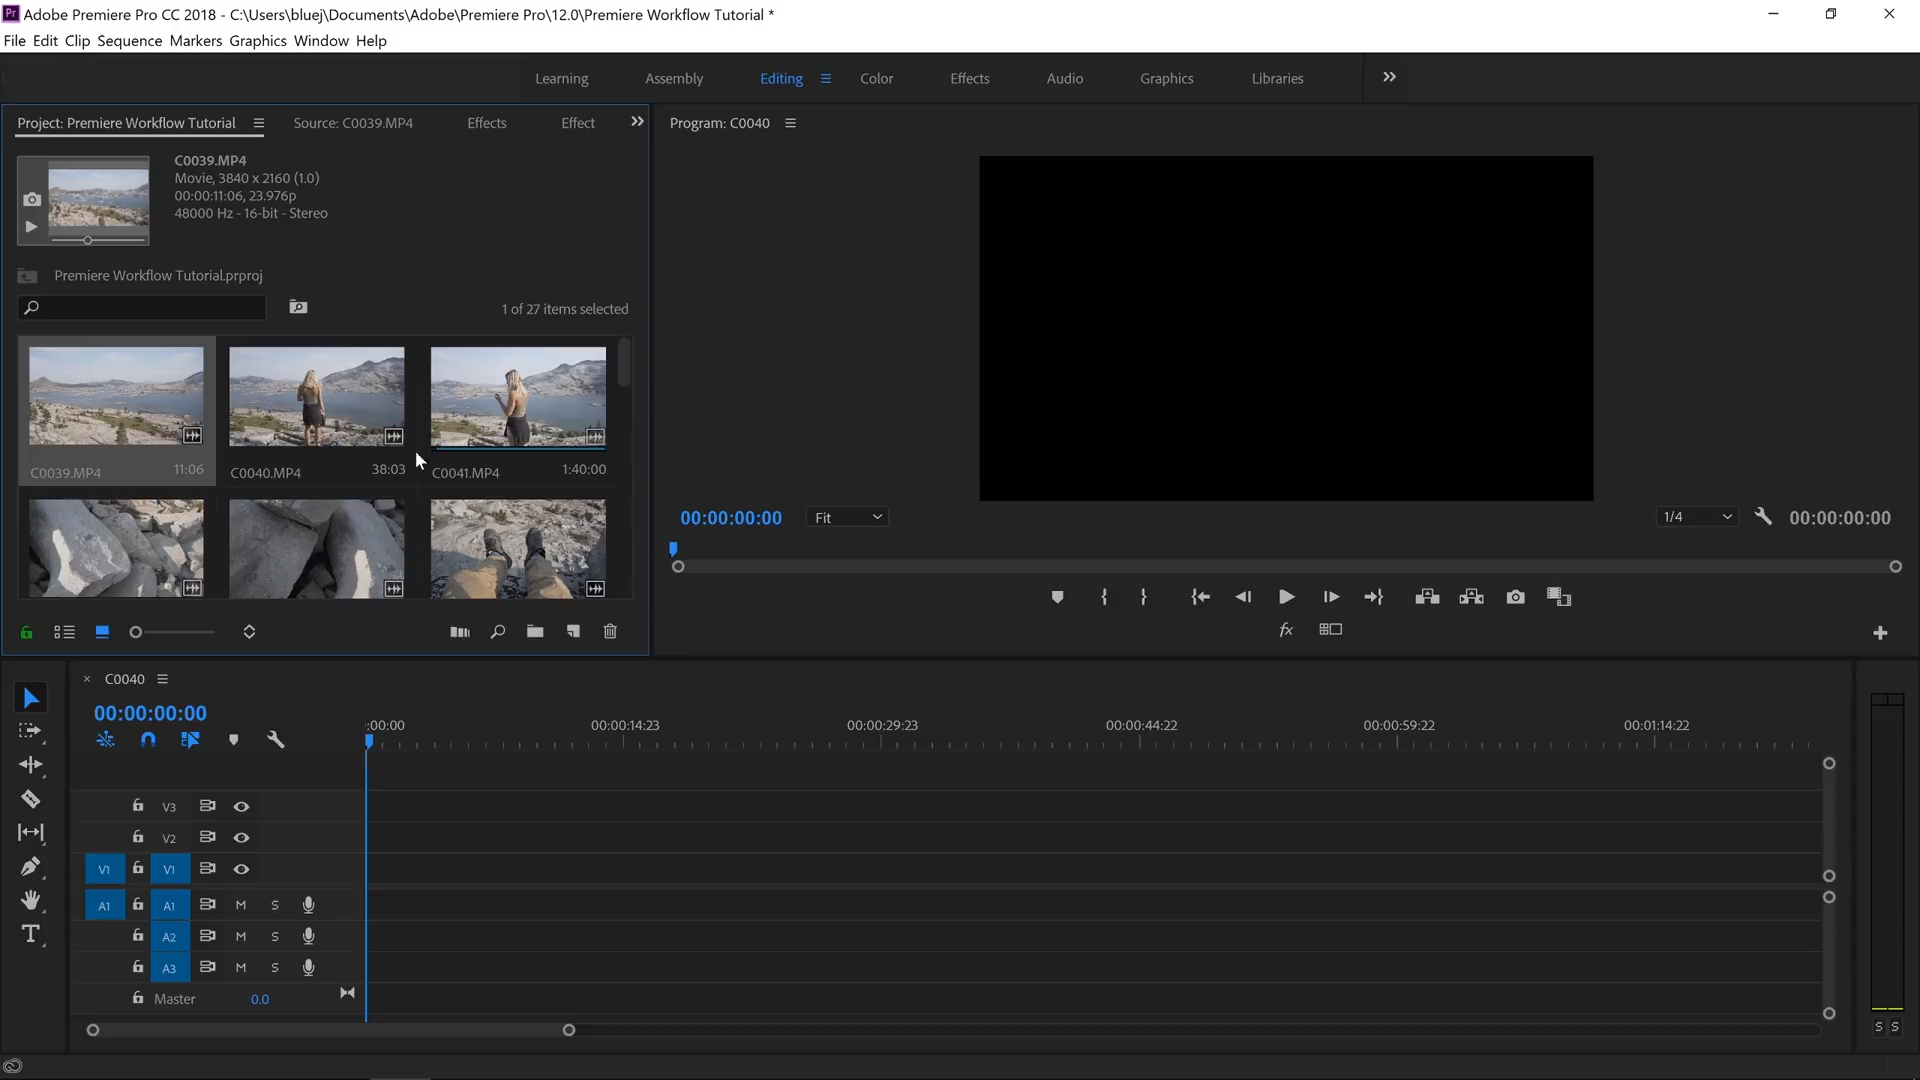 Pr Adobe Premiere Pro CC 2018 - C:\Users\bluej\Documents\Adobe\Premiere Pro\12.0\Premiere Workflow Tutorial *
File Edit Clip Sequence Markers Graphics Window Help
Learning Assembly Editing Color Effects Audio Graphics Libraries
Project: Premiere Workflow Tutorial Source: C0039.MP4 Effects Effect
Program: C0040
C0039.MP4
Movie, 3840 x 2160 (1.0)
00:00:11:06, 23.976p
48000 Hz - 16-bit - Stereo
Premiere Workflow Tutorial.prproj
1 of 27 items selected
C0039.MP4 11:06 C0040.MP4 38:03 C0041.MP4 1:40:00
00:00:00:00 Fit 1/4 00:00:00:00
fx
C0040
00:00:00:00
:00:00 00:00:14:23 00:00:29:23 00:00:44:22 00:00:59:22 00:01:14:22
V3
V2
V1 V1
A1 A1 M S
A2 M S
A3 M S
Master 0.0
T
S S